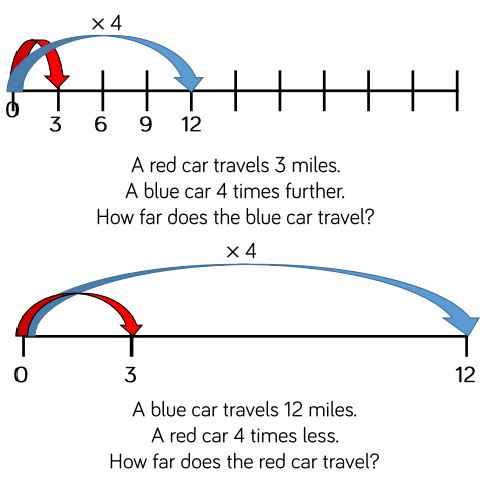 × 4
0 3 6 9 12
A red car travels 3 miles.
A blue car 4 times further.
How far does the blue car travel?
× 4
0 3 12
A blue car travels 12 miles.
A red car 4 times less.
How far does the red car travel?